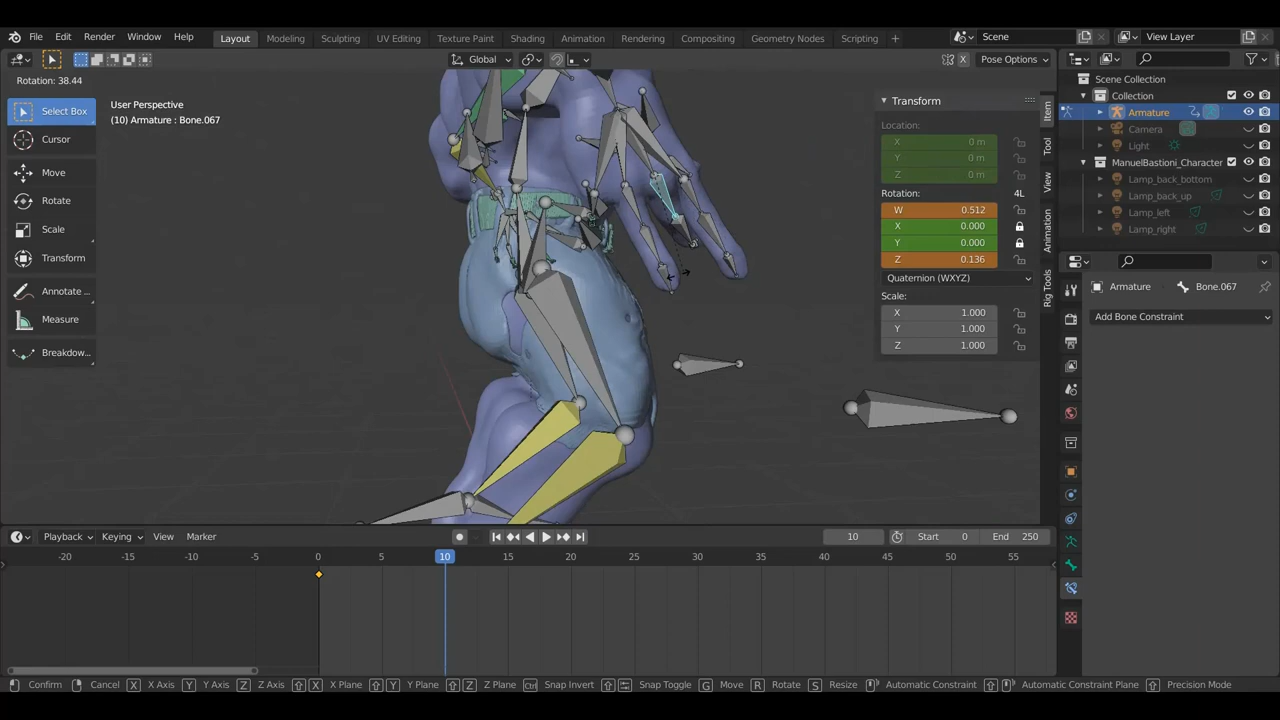 File Edit Render Window Help Layout Modeling Sculpting UV Editing Texture Paint Shading Animation Rendering Compositing Geometry Nodes Scripting + Scene View Layer
Global X Pose Options
Rotation: 38.44
Select Box
Cursor
Move
Rotate
Scale
Transform
Annotate ...
Measure
Breakdow...
User Perspective
(10) Armature : Bone.067
Transform
Location:
X 0 m
Y 0 m
Z 0 m
Rotation: 4L
W 0.512
X 0.000
Y 0.000
Z 0.136
Quaternion (WXYZ)
Scale:
X 1.000
Y 1.000
Z 1.000
Item
Tool
View
Animation
Rig Tools
Scene Collection
Collection
Armature
Camera
Light
ManuelBastioni_Character
Lamp_back_bottom
Lamp_back_up
Lamp_left
Lamp_right
Armature Bone.067
Add Bone Constraint
Playback Keying View Marker 10 Start 0 End 250
-20 -15 -10 -5 0 5 10 15 20 25 30 35 40 45 50 55
Confirm Cancel X X Axis Y Y Axis Z Z Axis X X Plane Y Y Plane Z Z Plane Ctrl Snap Invert Snap Toggle G Move R Rotate S Resize Automatic Constraint Automatic Constraint Plane Precision Mode